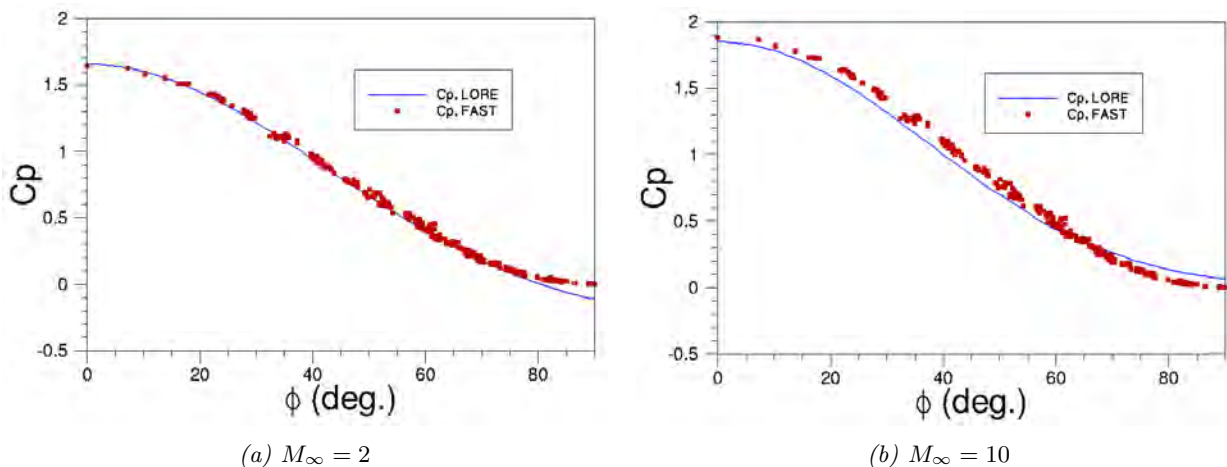 2
1.5
1
0.5
0
-0.5
Cp
Cp, LORE
Cp, FAST
0 20 40 60 80
ϕ (deg.)
(a) M∞ = 2
2
1.5
1
0.5
0
-0.5
Cp
Cp, LORE
Cp, FAST
0 20 40 60 80
ϕ (deg.)
(b) M∞ = 10